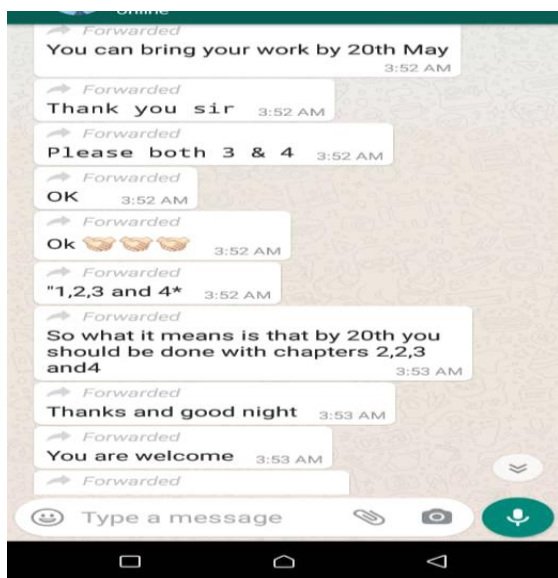 online
Forwarded
You can bring your work by 20th May
3:52 AM
Forwarded
Thank you sir 3:52 AM
Forwarded
Please both 3 & 4 3:52 AM
Forwarded
OK 3:52 AM
Forwarded
Ok 🤝🤝🤝 3:52 AM
Forwarded
"1,2,3 and 4* 3:52 AM
Forwarded
So what it means is that by 20th you
should be done with chapters 2,2,3
and4 3:53 AM
Forwarded
Thanks and good night 3:53 AM
Forwarded
You are welcome 3:53 AM
Forwarded
Type a message